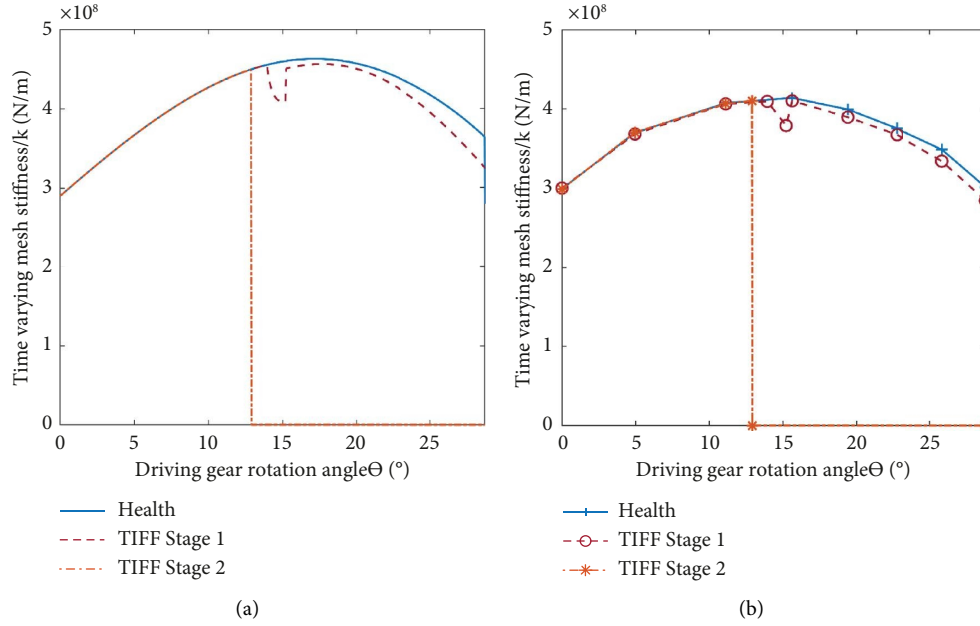 ×10⁸
5
4
3
2
1
0
0 5 10 15 20 25
Time varying mesh stiffness/k (N/m)
Driving gear rotation angleΘ (°)
Health
TIFF Stage 1
TIFF Stage 2
(a)
×10⁸
5
4
3
2
1
0
0 5 10 15 20 25
Time varying mesh stiffness/k (N/m)
Driving gear rotation angleΘ (°)
Health
TIFF Stage 1
TIFF Stage 2
(b)